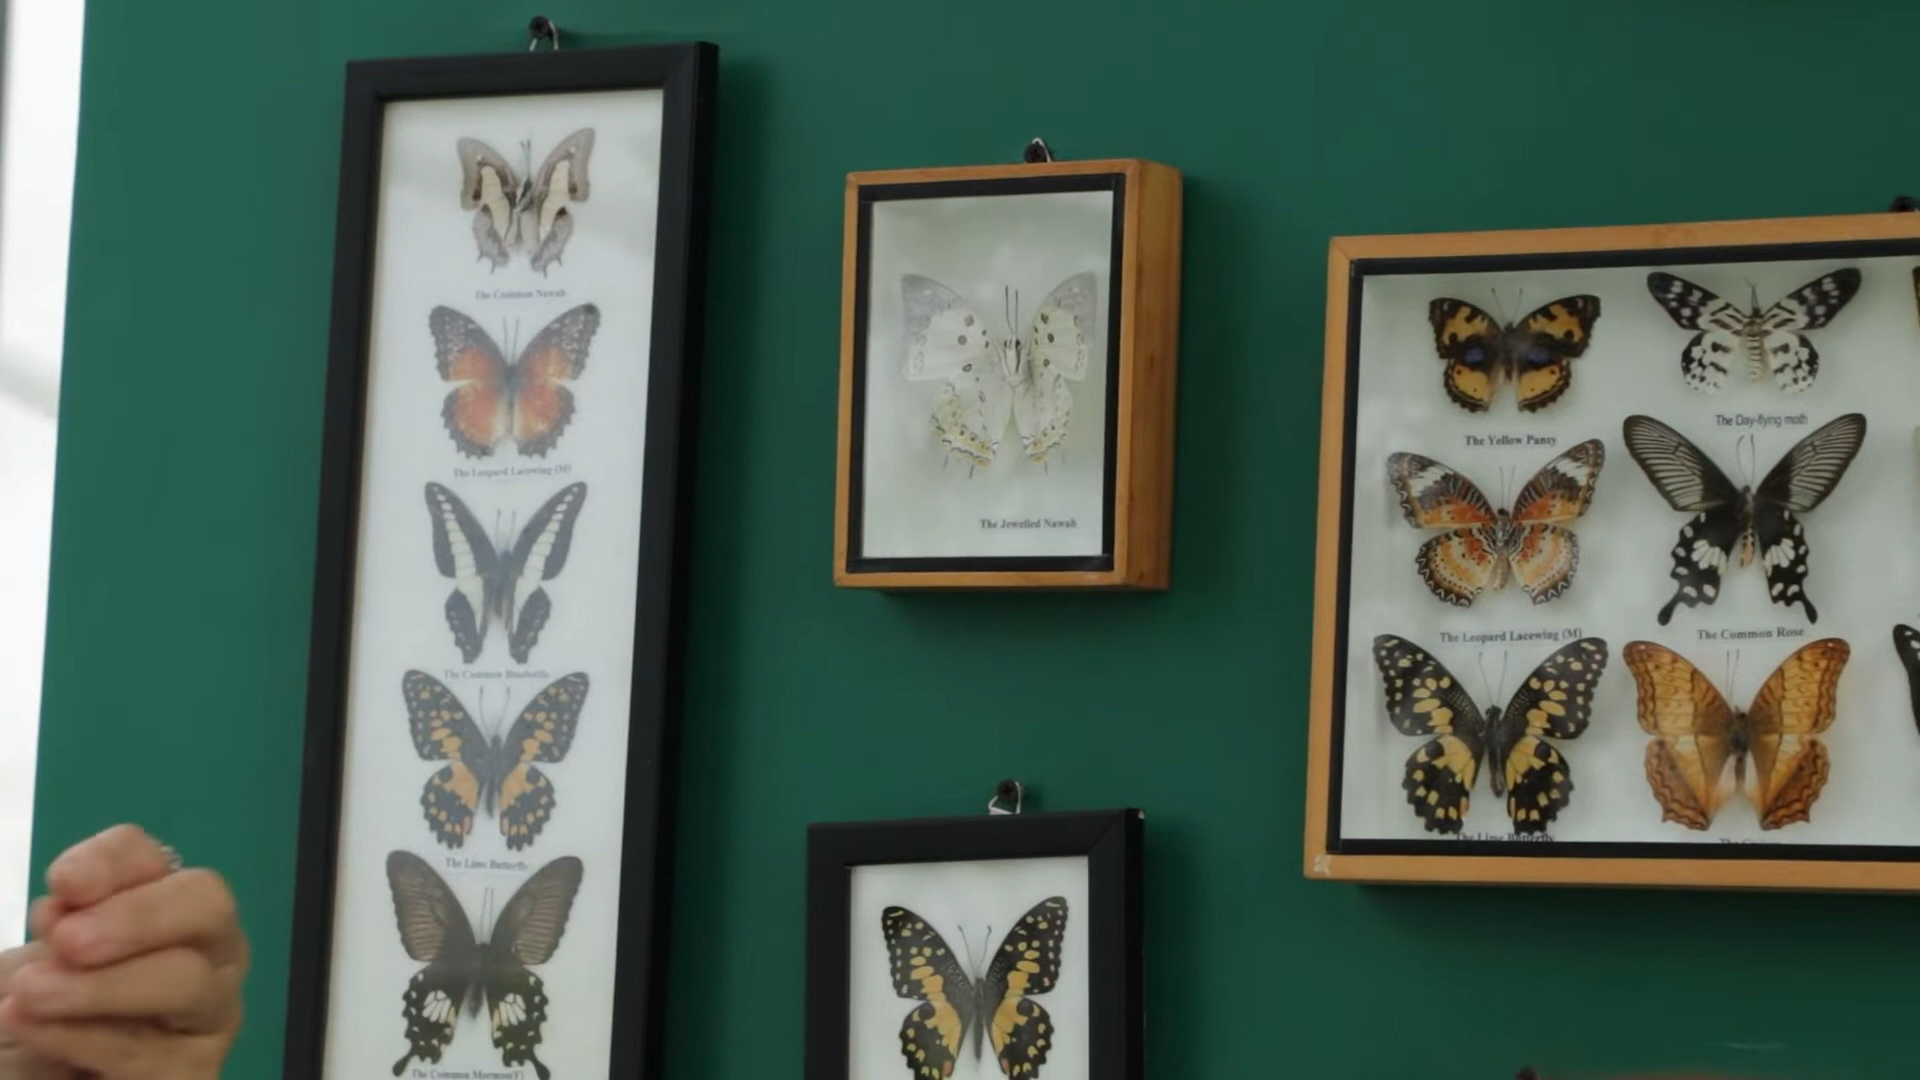 The Common Nawab
The Leopard Lacewing (M)
The Common Bluebottle
The Lime Butterfly
The Common Mormon(F)
The Jewelled Nawab
The Yellow Pansy
The Day-flying moth
The Leopard Lacewing (M)
The Common Rose
The Lime Butterfly
The